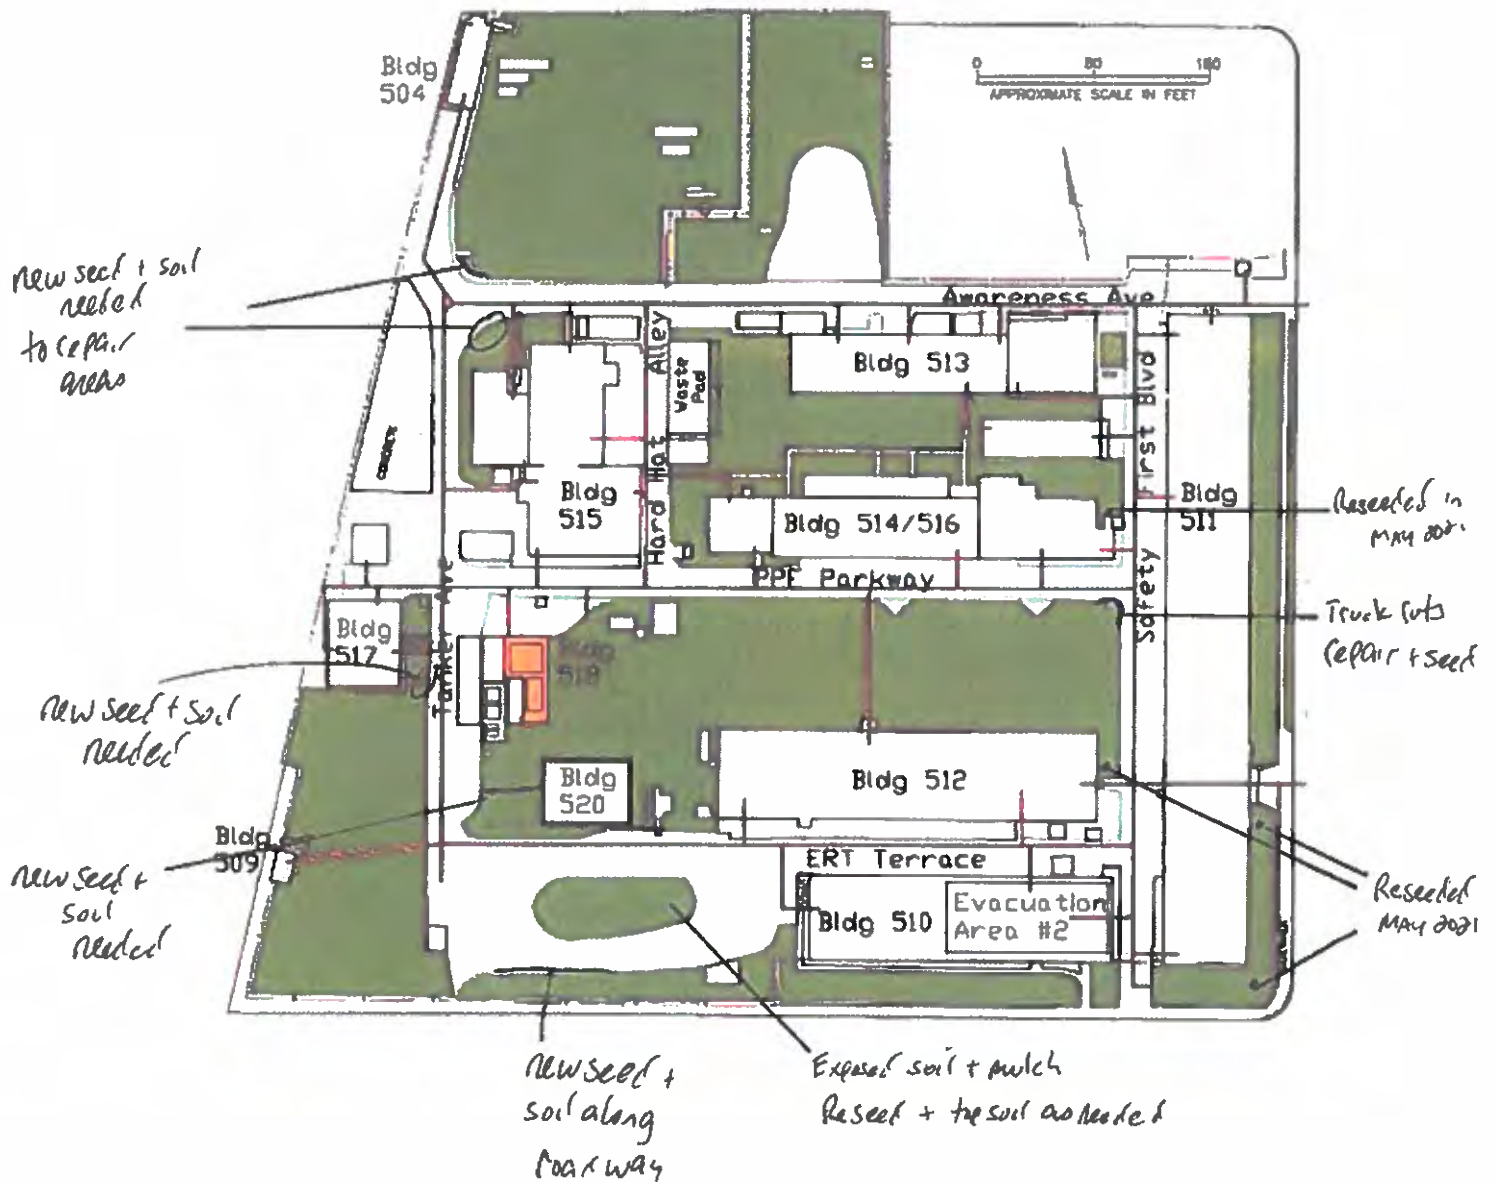 Bldg
504
0 80 160
APPROXIMATE SCALE IN FEET
new seed + soil
needed
to repair
areas
Awareness Ave
Hard Hat Alley
Waste
Pad
Bldg 513
First Blvd
CONCRETE
Bldg
515
Bldg 514/516
Bldg
511
Reseeded in
MAY 2021
PPF Parkway
Safety
Truck ruts
repair + seed
Bldg
517
Tanker Ave
Bldg
518
new seed + soil
needed
Bldg
520
Bldg 512
Bldg
509
ERT Terrace
new seed +
soil
needed
Bldg 510
Evacuation
Area #2
Reseeded
MAY 2021
new seed +
soil along
roadway
Exposed soil + mulch
Reseed + topsoil as needed